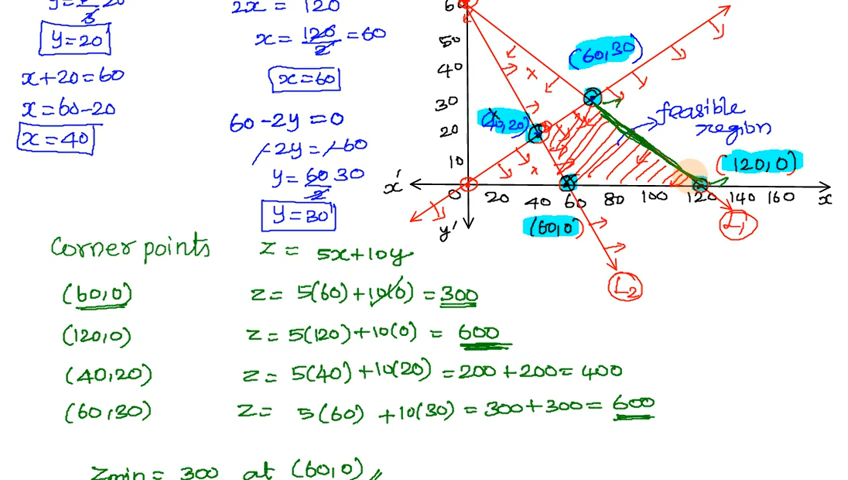 2x = 120
y=20
x = 120/2 = 60
x=60
x+20=60
x=60-20
x=40
60-2y=0
-2y=-60
y = 60/2 30
y=30
60
50
40
30
20
10
0
20 40 60 80 100 120 140 160
x'
x
y'
(60,30)
(40,20)
feasible
region
(120,0)
(60,0)
L1
L2
Corner points z = 5x+10y
(60,0) z = 5(60)+10(0) = 300
(120,0) z = 5(120)+10(0) = 600
(40,20) z = 5(40)+10(20)=200+200=400
(60,30) z = 5(60)+10(30)=300+300=600
Zmin = 300 at (60,0)